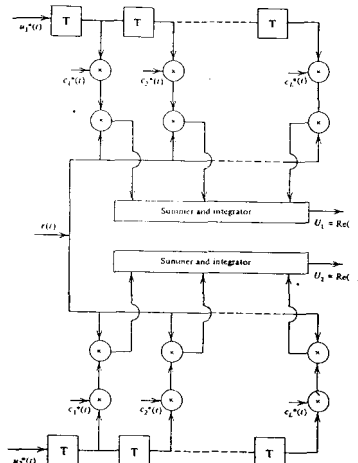 u₁*(t) T T T
c₁*(t) c₂*(t) c_L*(t)
× × ×
× × ×
Summer and integrator
U₁ = Re(
r(t)
Summer and integrator
U₂ = Re(
× × ×
c₁*(t) c₂*(t) c_L*(t)
× × ×
u₂*(t) T T T